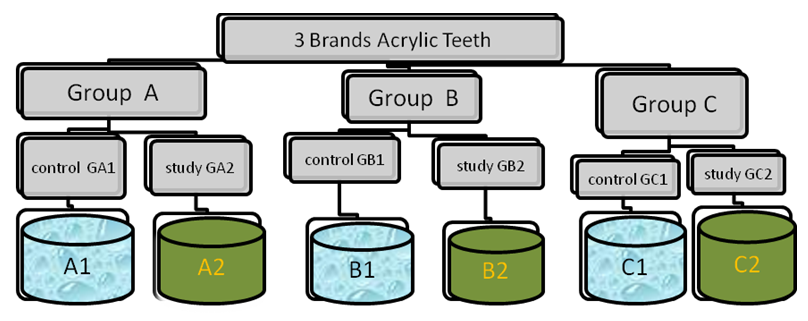 3 Brands Acrylic Teeth
Group A
Group B
Group C
control GA1
study GA2
control GB1
study GB2
control GC1
study GC2
A1
A2
B1
B2
C1
C2